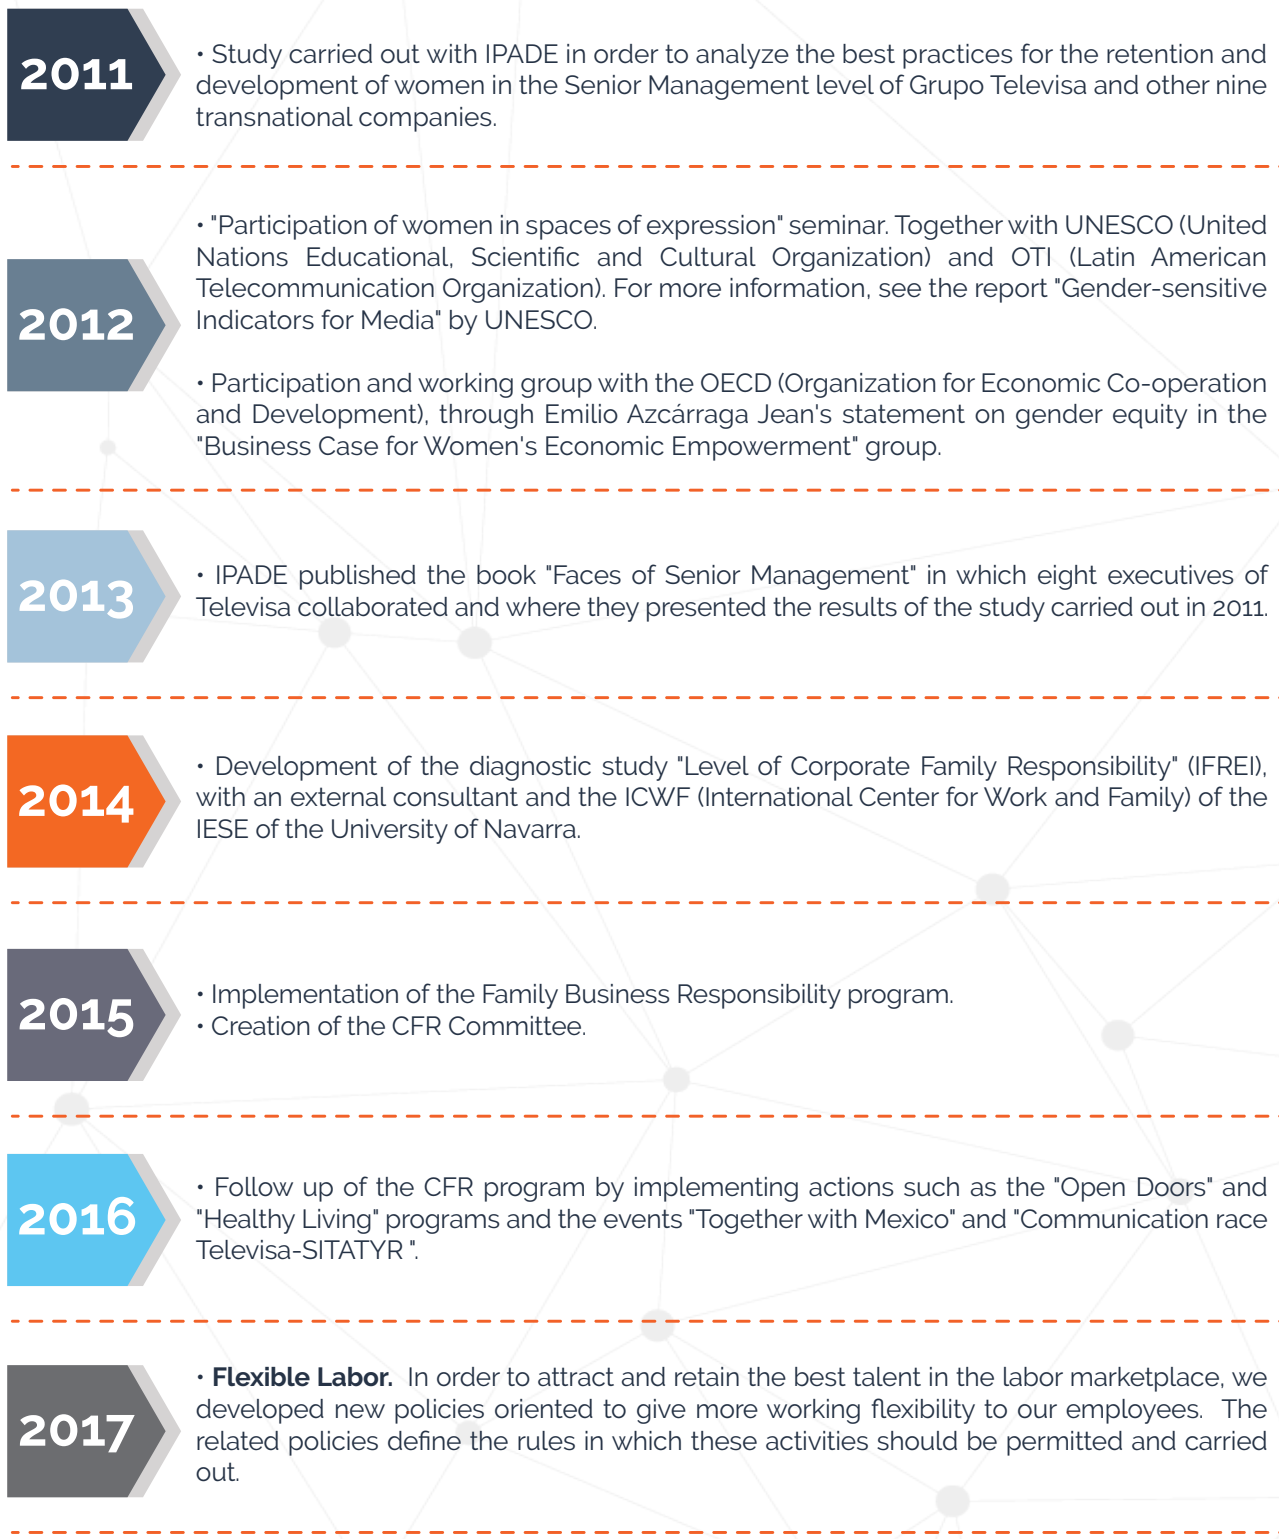 2011
• Study carried out with IPADE in order to analyze the best practices for the retention and
development of women in the Senior Management level of Grupo Televisa and other nine
transnational companies.
2012
• "Participation of women in spaces of expression" seminar. Together with UNESCO (United
Nations Educational, Scientific and Cultural Organization) and OTI (Latin American
Telecommunication Organization). For more information, see the report "Gender-sensitive
Indicators for Media" by UNESCO.
• Participation and working group with the OECD (Organization for Economic Co-operation
and Development), through Emilio Azcárraga Jean's statement on gender equity in the
"Business Case for Women's Economic Empowerment" group.
2013
• IPADE published the book "Faces of Senior Management" in which eight executives of
Televisa collaborated and where they presented the results of the study carried out in 2011.
2014
• Development of the diagnostic study "Level of Corporate Family Responsibility" (IFREI),
with an external consultant and the ICWF (International Center for Work and Family) of the
IESE of the University of Navarra.
2015
• Implementation of the Family Business Responsibility program.
• Creation of the CFR Committee.
2016
• Follow up of the CFR program by implementing actions such as the "Open Doors" and
"Healthy Living" programs and the events "Together with Mexico" and "Communication race
Televisa-SITATYR ".
2017
• Flexible Labor. In order to attract and retain the best talent in the labor marketplace, we
developed new policies oriented to give more working flexibility to our employees. The
related policies define the rules in which these activities should be permitted and carried
out.